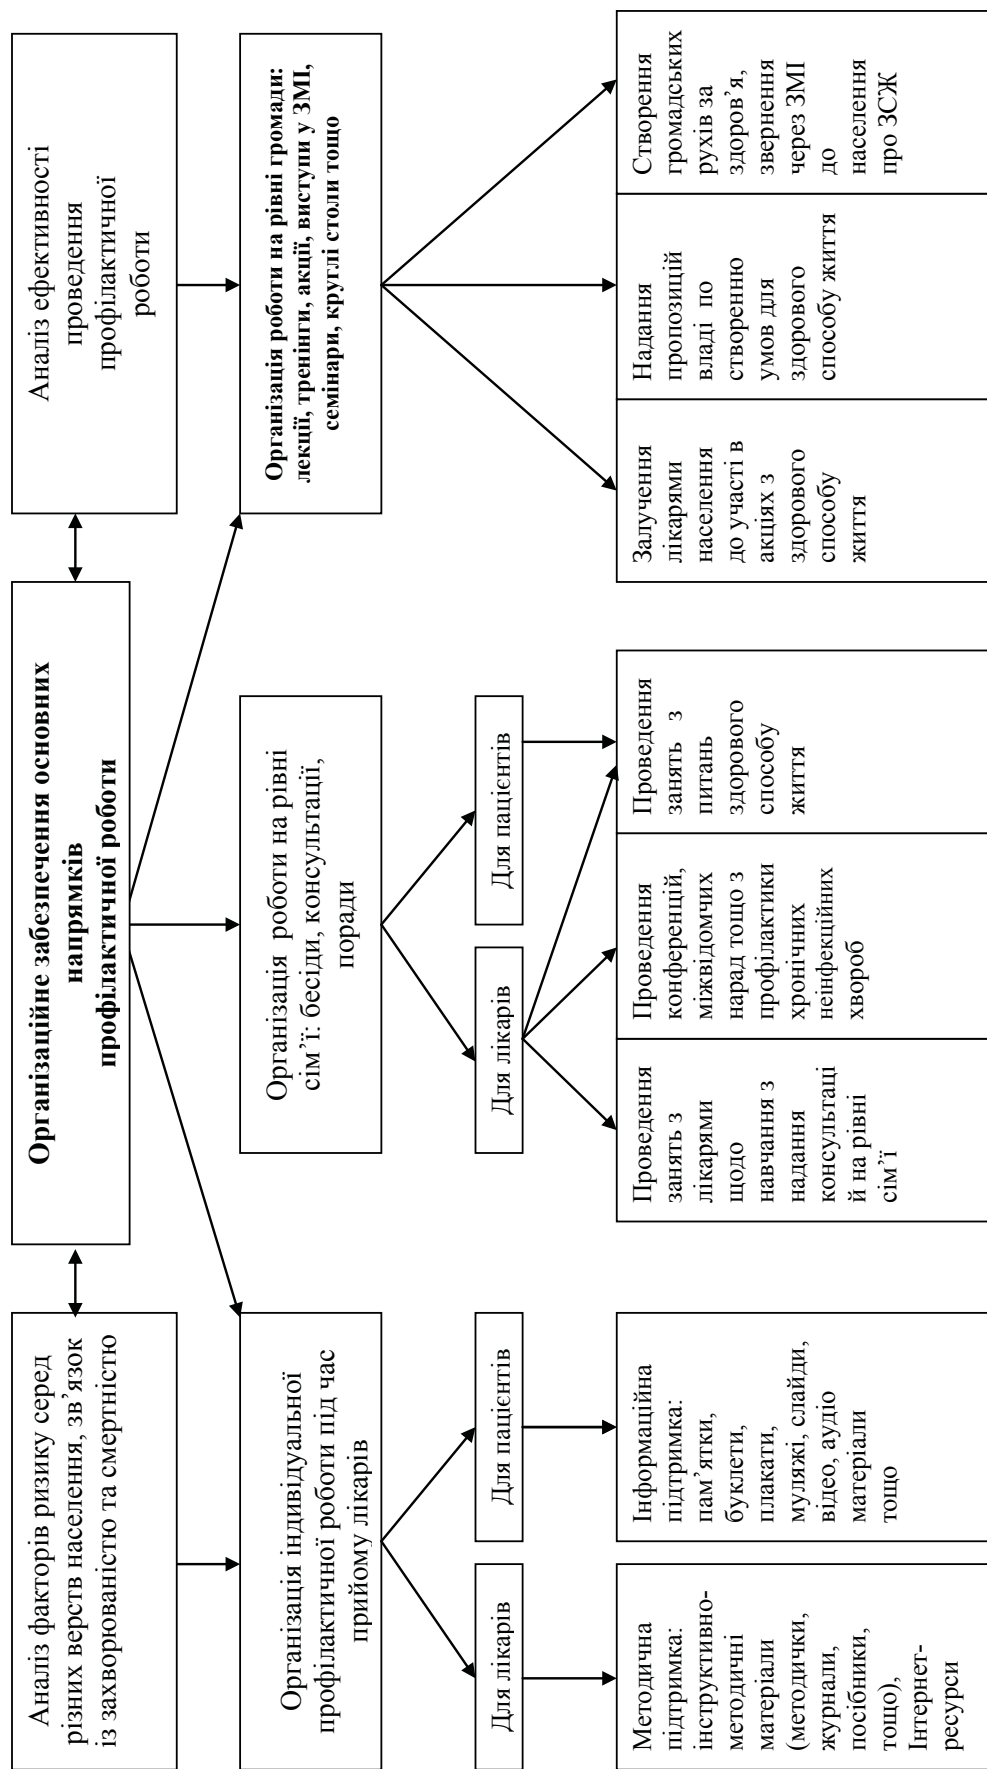 Аналіз факторів ризику серед
різних верств населення, зв’язок
із захворюваністю та смертністю
Організаційне забезпечення основних
напрямків
профілактичної роботи
Аналіз ефективності
проведення
профілактичної
роботи
Організація індивідуальної
профілактичної роботи під час
прийому лікарів
Організація роботи на рівні
сім’ї: бесіди, консультації,
поради
Організація роботи на рівні громади:
лекції, тренінги, акції, виступи у ЗМІ,
семінари, круглі столи тощо
Для лікарів
Для пацієнтів
Для лікарів
Для пацієнтів
Методична
підтримка:
інструктивно-
методичні
матеріали
(методички,
журнали,
посібники,
тощо),
Інтернет-
ресурси
Інформаційна
підтримка:
пам’ятки,
буклети,
плакати,
муляжі, слайди,
відео, аудіо
матеріали
тощо
Проведення
занять з
лікарями
щодо
навчання з
надання
консультаці
й на рівні
сім’ї
Проведення
конференцій,
міжвідомчих
нарад тощо з
профілактики
хронічних
неінфекційних
хвороб
Проведення
занять з
питань
здорового
способу
життя
Залучення
лікарями
населення
до участі в
акціях з
здорового
способу
життя
Надання
пропозицій
владі по
створенню
умов для
здорового
способу життя
Створення
громадських
рухів за
здоров’я,
звернення
через ЗМІ
до
населення
про ЗСЖ